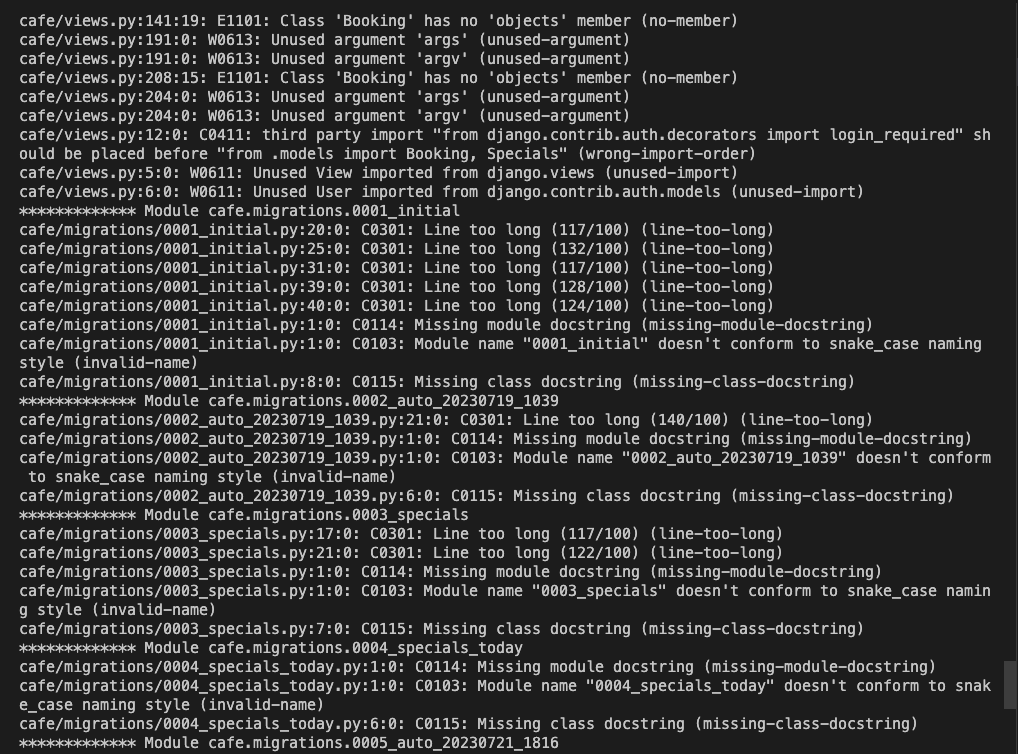 cafe/views.py:141:19: E1101: Class 'Booking' has no 'objects' member (no-member)
cafe/views.py:191:0: W0613: Unused argument 'args' (unused-argument)
cafe/views.py:191:0: W0613: Unused argument 'argv' (unused-argument)
cafe/views.py:208:15: E1101: Class 'Booking' has no 'objects' member (no-member)
cafe/views.py:204:0: W0613: Unused argument 'args' (unused-argument)
cafe/views.py:204:0: W0613: Unused argument 'argv' (unused-argument)
cafe/views.py:12:0: C0411: third party import "from django.contrib.auth.decorators import login_required" sh
ould be placed before "from .models import Booking, Specials" (wrong-import-order)
cafe/views.py:5:0: W0611: Unused View imported from django.views (unused-import)
cafe/views.py:6:0: W0611: Unused User imported from django.contrib.auth.models (unused-import)
************* Module cafe.migrations.0001_initial
cafe/migrations/0001_initial.py:20:0: C0301: Line too long (117/100) (line-too-long)
cafe/migrations/0001_initial.py:25:0: C0301: Line too long (132/100) (line-too-long)
cafe/migrations/0001_initial.py:31:0: C0301: Line too long (117/100) (line-too-long)
cafe/migrations/0001_initial.py:39:0: C0301: Line too long (128/100) (line-too-long)
cafe/migrations/0001_initial.py:40:0: C0301: Line too long (124/100) (line-too-long)
cafe/migrations/0001_initial.py:1:0: C0114: Missing module docstring (missing-module-docstring)
cafe/migrations/0001_initial.py:1:0: C0103: Module name "0001_initial" doesn't conform to snake_case naming
style (invalid-name)
cafe/migrations/0001_initial.py:8:0: C0115: Missing class docstring (missing-class-docstring)
************* Module cafe.migrations.0002_auto_20230719_1039
cafe/migrations/0002_auto_20230719_1039.py:21:0: C0301: Line too long (140/100) (line-too-long)
cafe/migrations/0002_auto_20230719_1039.py:1:0: C0114: Missing module docstring (missing-module-docstring)
cafe/migrations/0002_auto_20230719_1039.py:1:0: C0103: Module name "0002_auto_20230719_1039" doesn't conform
 to snake_case naming style (invalid-name)
cafe/migrations/0002_auto_20230719_1039.py:6:0: C0115: Missing class docstring (missing-class-docstring)
************* Module cafe.migrations.0003_specials
cafe/migrations/0003_specials.py:17:0: C0301: Line too long (117/100) (line-too-long)
cafe/migrations/0003_specials.py:21:0: C0301: Line too long (122/100) (line-too-long)
cafe/migrations/0003_specials.py:1:0: C0114: Missing module docstring (missing-module-docstring)
cafe/migrations/0003_specials.py:1:0: C0103: Module name "0003_specials" doesn't conform to snake_case namin
g style (invalid-name)
cafe/migrations/0003_specials.py:7:0: C0115: Missing class docstring (missing-class-docstring)
************* Module cafe.migrations.0004_specials_today
cafe/migrations/0004_specials_today.py:1:0: C0114: Missing module docstring (missing-module-docstring)
cafe/migrations/0004_specials_today.py:1:0: C0103: Module name "0004_specials_today" doesn't conform to snak
e_case naming style (invalid-name)
cafe/migrations/0004_specials_today.py:6:0: C0115: Missing class docstring (missing-class-docstring)
************* Module cafe.migrations.0005_auto_20230721_1816